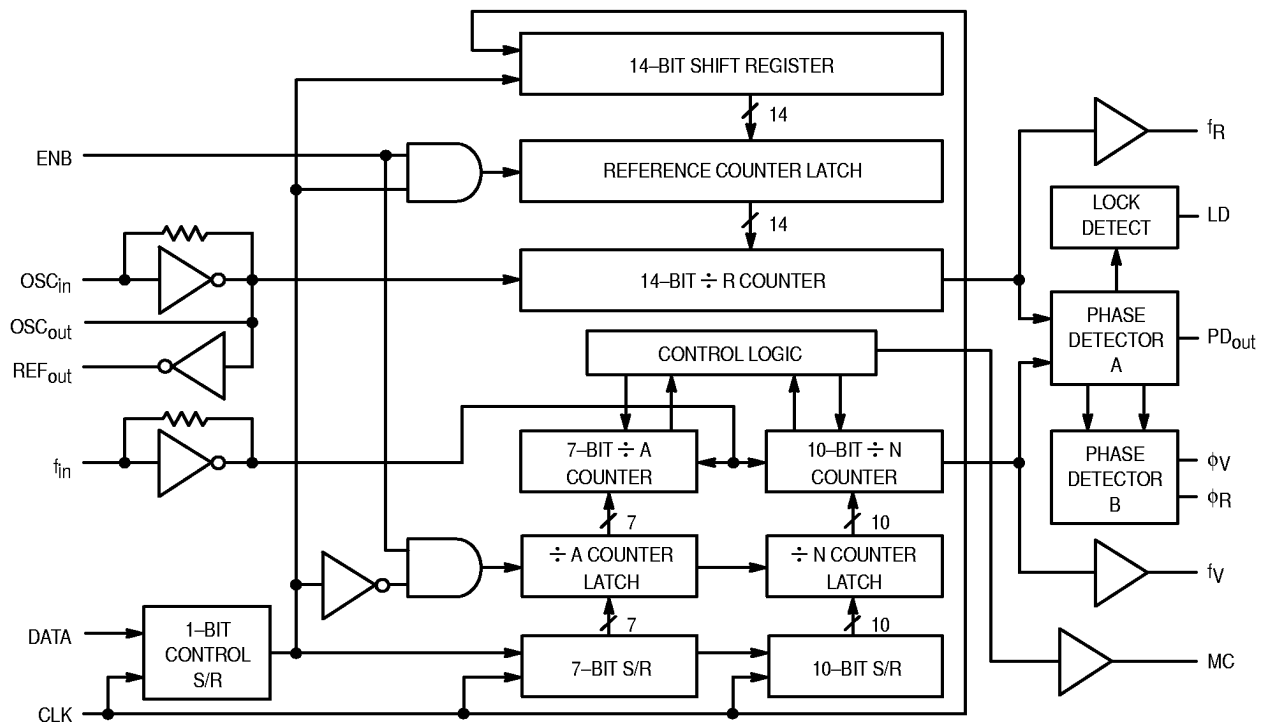 14–BIT SHIFT REGISTER
14
ENB
REFERENCE COUNTER LATCH
fR
14
LOCK
DETECT
LD
OSCin
14–BIT ÷ R COUNTER
OSCout
REFout
CONTROL LOGIC
PHASE
DETECTOR
A
PDout
fin
7–BIT ÷ A
COUNTER
10–BIT ÷ N
COUNTER
PHASE
DETECTOR
B
ϕV
ϕR
7
10
÷ A COUNTER
LATCH
÷ N COUNTER
LATCH
fV
7
10
DATA
1–BIT
CONTROL
S/R
7–BIT S/R
10–BIT S/R
MC
CLK